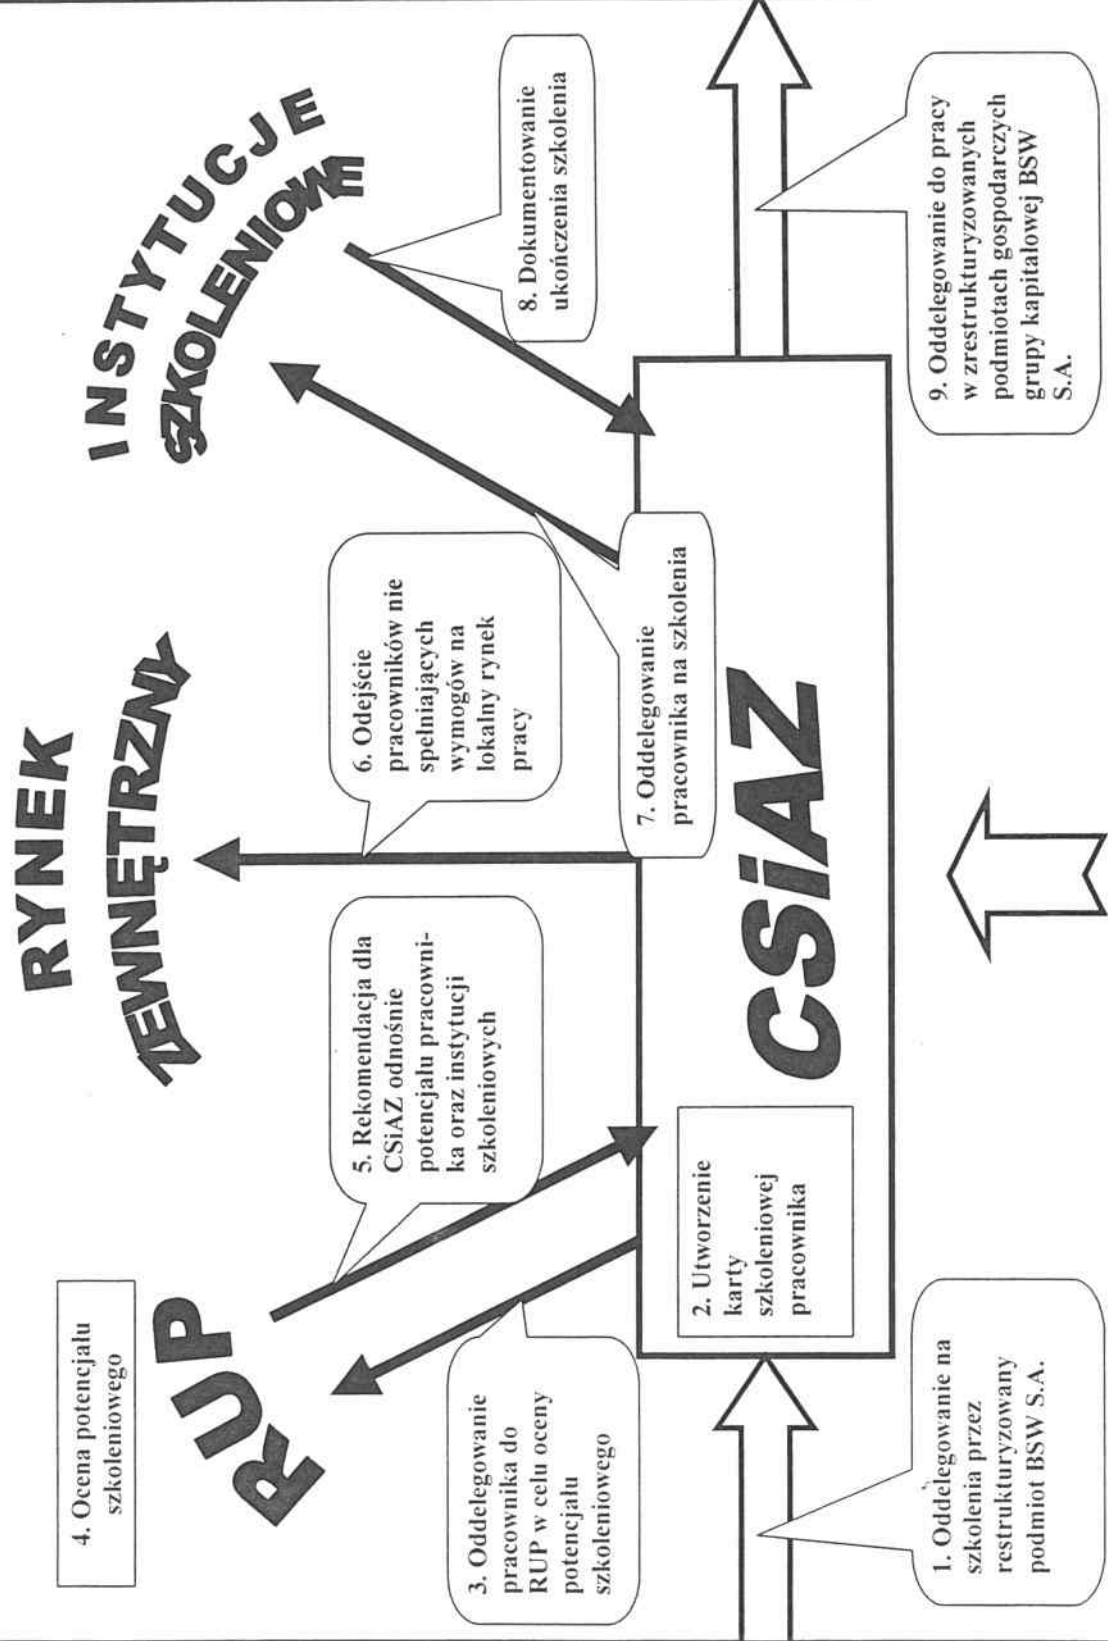 RYNEK
ZEWNĘTRZNY
INSTYTUCJE
SZKOLENIOWE
4. Ocena potencjału
szkoleniowego
RUP
3. Oddelegowanie
pracownika do
RUP w celu oceny
potencjału
szkoleniowego
5. Rekomendacja dla
CSiAZ odnośnie
potencjału pracowni-
ka oraz instytucji
szkoleniowych
6. Odejście
pracowników nie
spełniających
wymogów na
lokalny rynek
pracy
8. Dokumentowanie
ukończenia szkolenia
7. Oddelegowanie
pracownika na szkolenia
2. Utworzenie
karty
szkoleniowej
pracownika
CSiAZ
1. Oddelegowanie na
szkolenia przez
restrukturyzowany
podmiot BSW S.A.
9. Oddelegowanie do pracy
w zrestrukturyzowanych
podmiotach gospodarczych
grupy kapitałowej BSW
S.A.